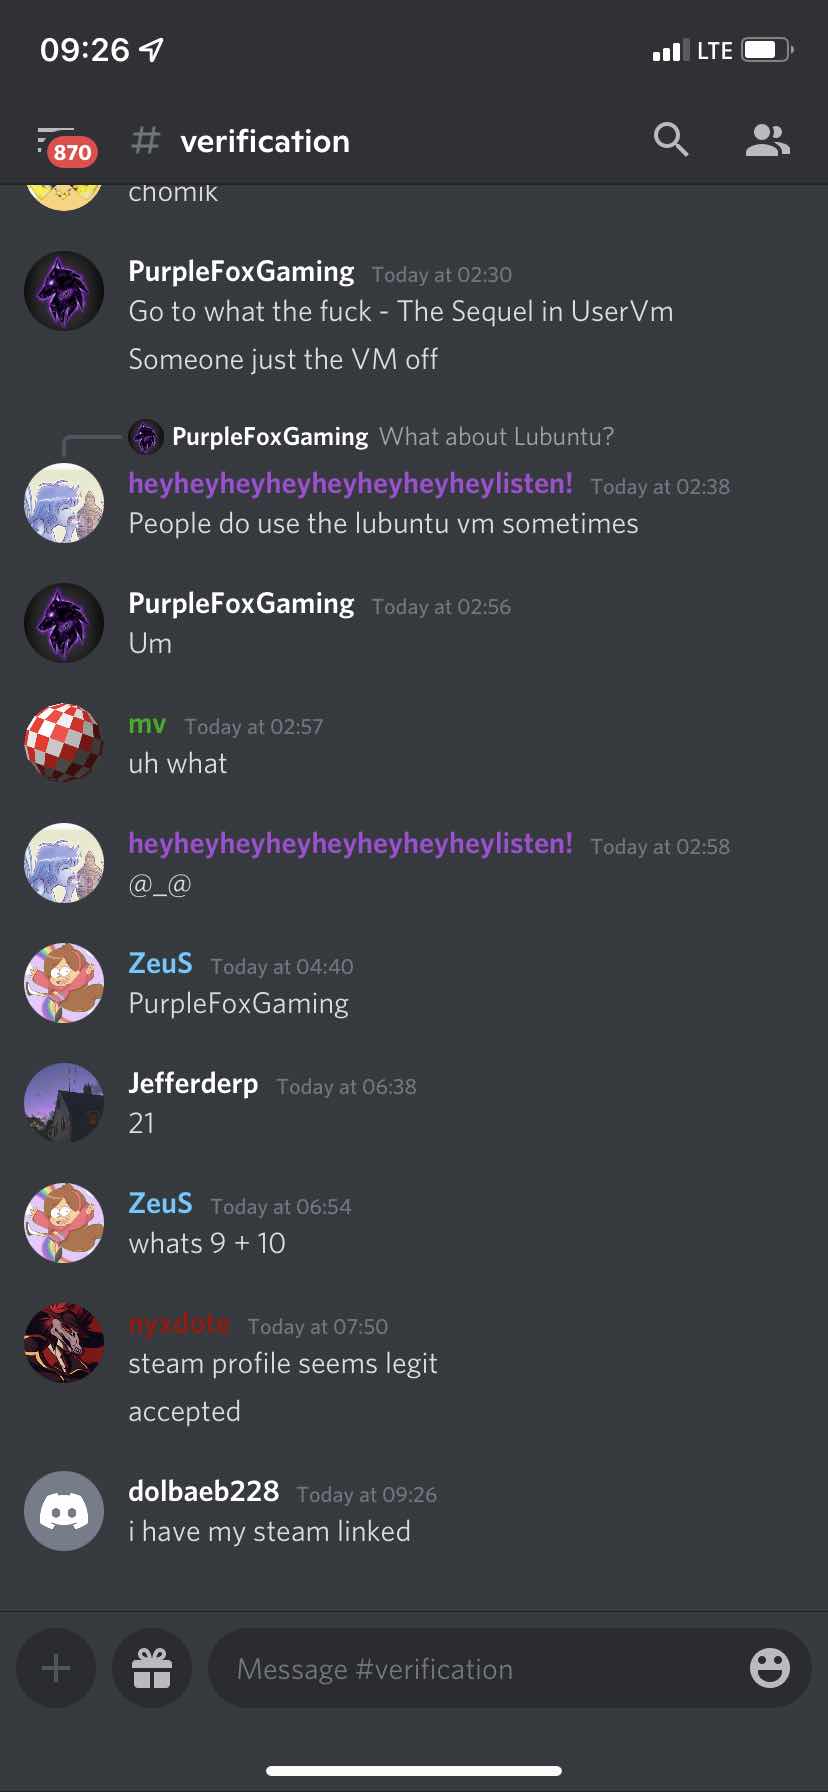 09:26
LTE
870
# verification
chomik
PurpleFoxGaming Today at 02:30
Go to what the fuck - The Sequel in UserVm
Someone just the VM off
PurpleFoxGaming What about Lubuntu?
heyheyheyheyheyheyheyheylisten! Today at 02:38
People do use the lubuntu vm sometimes
PurpleFoxGaming Today at 02:56
Um
mv Today at 02:57
uh what
heyheyheyheyheyheyheyheylisten! Today at 02:58
@_@
ZeuS Today at 04:40
PurpleFoxGaming
Jefferderp Today at 06:38
21
ZeuS Today at 06:54
whats 9 + 10
nyxdote Today at 07:50
steam profile seems legit
accepted
dolbaeb228 Today at 09:26
i have my steam linked
Message #verification